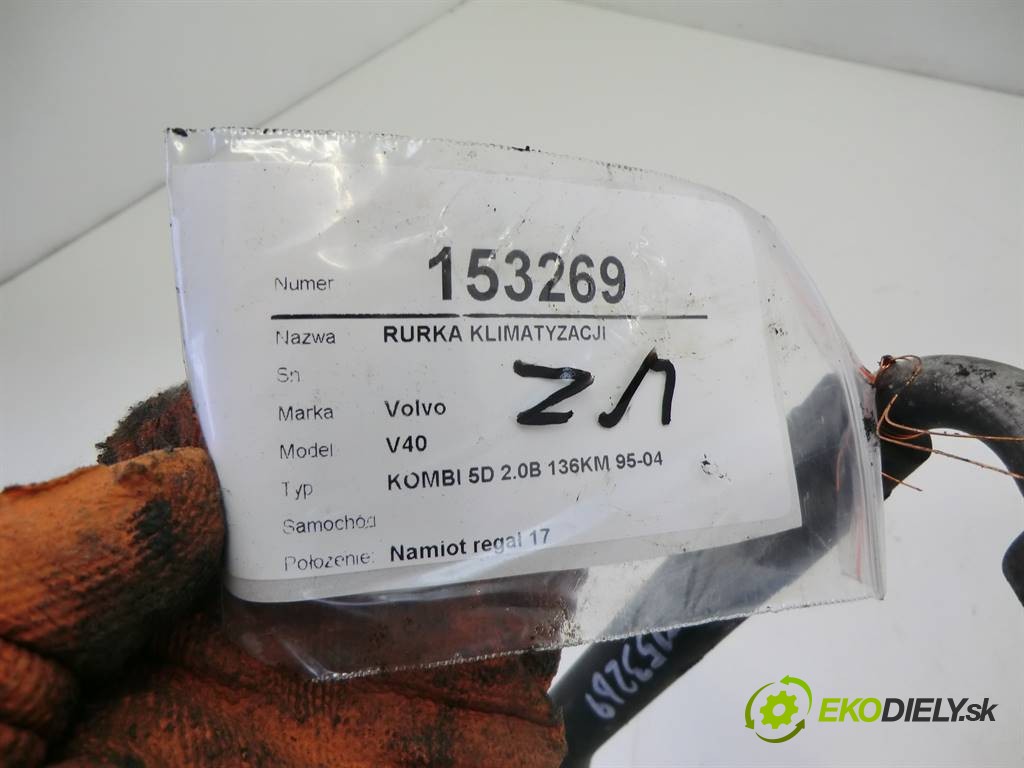 Numer 153269
Nazwa RURKA KLIMATYZACJI
Sn
Marka Volvo
Model V40
Typ KOMBI 5D 2.0B 136KM 95-04
Samochód
Położenie: Namiot regal 17
153269
EKODIELY.sk